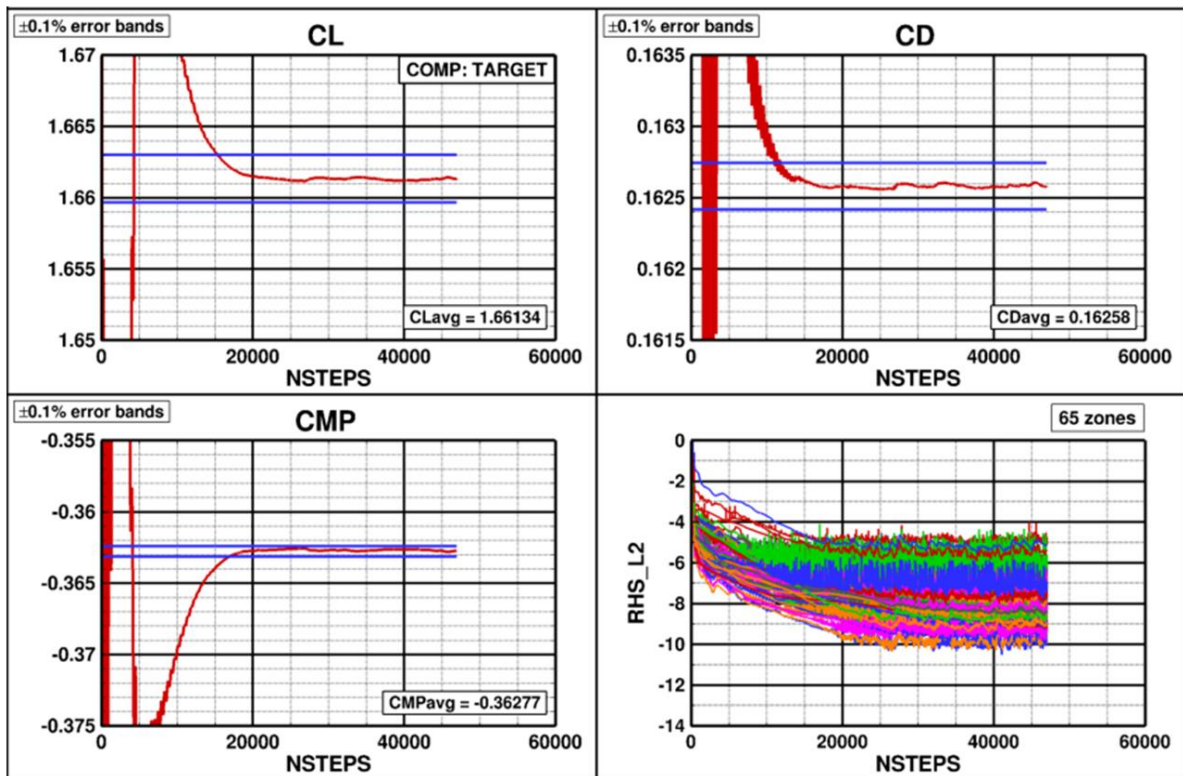 ±0.1% error bands
CL
COMP: TARGET
1.67
1.665
1.66
1.655
1.65
CLavg = 1.66134
0 20000 40000 60000
NSTEPS
±0.1% error bands
CD
0.1635
0.163
0.1625
0.162
0.1615
CDavg = 0.16258
0 20000 40000 60000
NSTEPS
±0.1% error bands
CMP
-0.355
-0.36
-0.365
-0.37
-0.375
CMPavg = -0.36277
0 20000 40000 60000
NSTEPS
65 zones
RHS_L2
0
-2
-4
-6
-8
-10
-12
-14
0 20000 40000 60000
NSTEPS